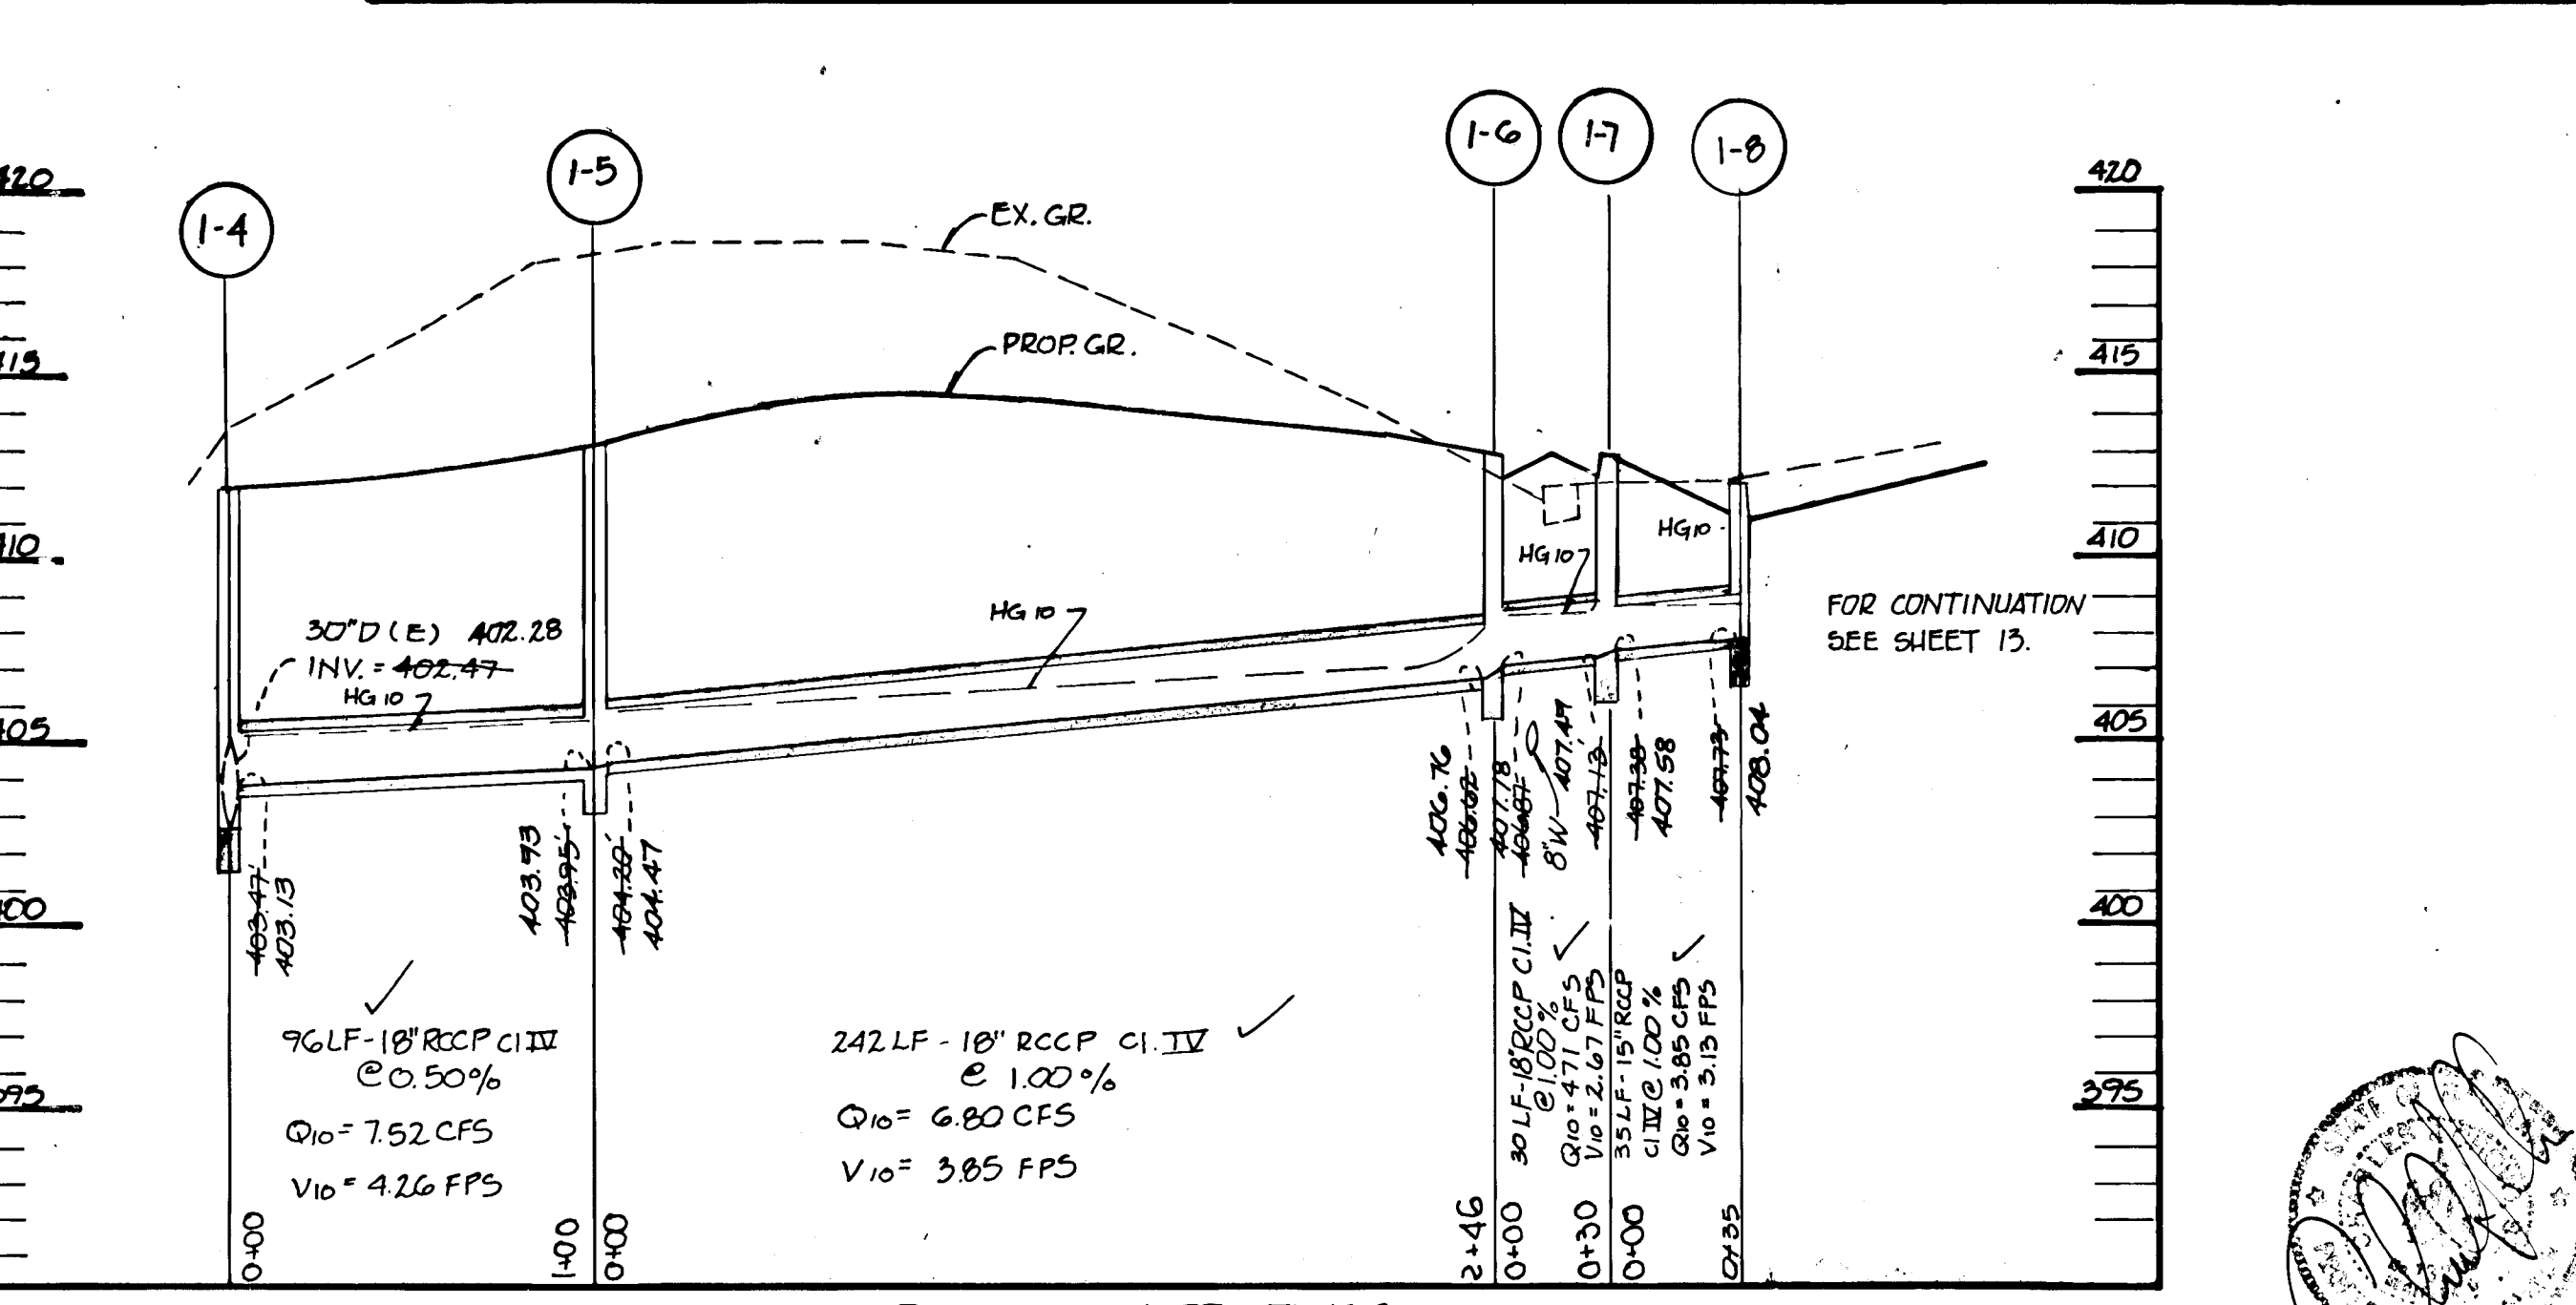 1-4
1-5
1-6
1-7
1-8
420
415
410
405
400
395
EX. GR.
PROP. GR.
30"D (E) 402.28
INV. = 402.47
HG 10
HG 10
HG 10
HG 10
FOR CONTINUATION
SEE SHEET 13.
403.47
403.13
403.93
403.95
404.20
404.47
406.76
406.62
407.18
406.87
8"W
407.49
407.13
407.38
407.58
407.73
408.04
96 LF-18" RCCP Cl IV
@ 0.50%
Q10 = 7.52 CFS
V10 = 4.26 FPS
242 LF - 18" RCCP Cl. IV
@ 1.00%
Q10 = 6.80 CFS
V10 = 3.85 FPS
30 LF-18" RCCP Cl. IV
@ 1.00%
Q10 = 4.71 CFS
V10 = 2.67 FPS
35 LF-15" RCCP
Cl IV @ 1.00%
Q10 = 3.85 CFS
V10 = 3.13 FPS
0+00
1+00
0+00
2+46
0+00
0+30
0+00
0+35
STATE OF